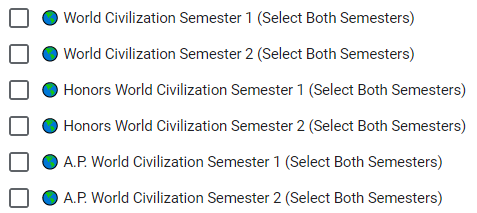 World Civilization Semester 1 (Select Both Semesters)
World Civilization Semester 2 (Select Both Semesters)
Honors World Civilization Semester 1 (Select Both Semesters)
Honors World Civilization Semester 2 (Select Both Semesters)
A.P. World Civilization Semester 1 (Select Both Semesters)
A.P. World Civilization Semester 2 (Select Both Semesters)